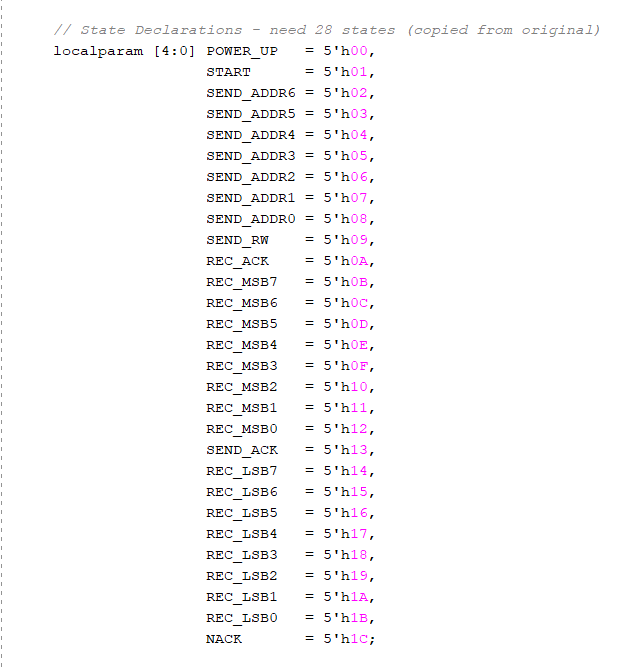 // State Declarations - need 28 states (copied from original)
localparam [4:0] POWER_UP   = 5'h00,
                 START      = 5'h01,
                 SEND_ADDR6 = 5'h02,
                 SEND_ADDR5 = 5'h03,
                 SEND_ADDR4 = 5'h04,
                 SEND_ADDR3 = 5'h05,
                 SEND_ADDR2 = 5'h06,
                 SEND_ADDR1 = 5'h07,
                 SEND_ADDR0 = 5'h08,
                 SEND_RW    = 5'h09,
                 REC_ACK    = 5'h0A,
                 REC_MSB7   = 5'h0B,
                 REC_MSB6   = 5'h0C,
                 REC_MSB5   = 5'h0D,
                 REC_MSB4   = 5'h0E,
                 REC_MSB3   = 5'h0F,
                 REC_MSB2   = 5'h10,
                 REC_MSB1   = 5'h11,
                 REC_MSB0   = 5'h12,
                 SEND_ACK   = 5'h13,
                 REC_LSB7   = 5'h14,
                 REC_LSB6   = 5'h15,
                 REC_LSB5   = 5'h16,
                 REC_LSB4   = 5'h17,
                 REC_LSB3   = 5'h18,
                 REC_LSB2   = 5'h19,
                 REC_LSB1   = 5'h1A,
                 REC_LSB0   = 5'h1B,
                 NACK       = 5'h1C;